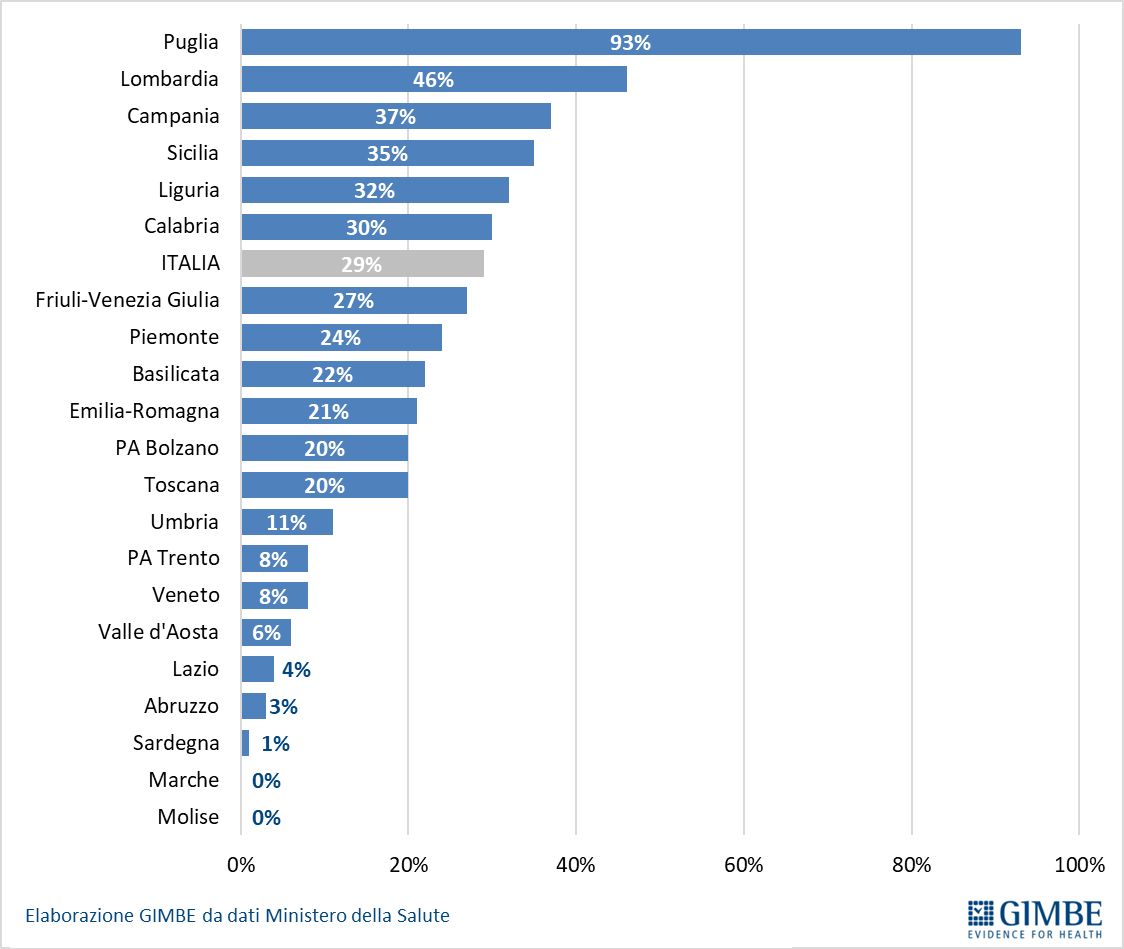 Puglia 93%
Lombardia 46%
Campania 37%
Sicilia 35%
Liguria 32%
Calabria 30%
ITALIA 29%
Friuli-Venezia Giulia 27%
Piemonte 24%
Basilicata 22%
Emilia-Romagna 21%
PA Bolzano 20%
Toscana 20%
Umbria 11%
PA Trento 8%
Veneto 8%
Valle d'Aosta 6%
Lazio 4%
Abruzzo 3%
Sardegna 1%
Marche 0%
Molise 0%
0% 20% 40% 60% 80% 100%
Elaborazione GIMBE da dati Ministero della Salute
GIMBE
EVIDENCE FOR HEALTH